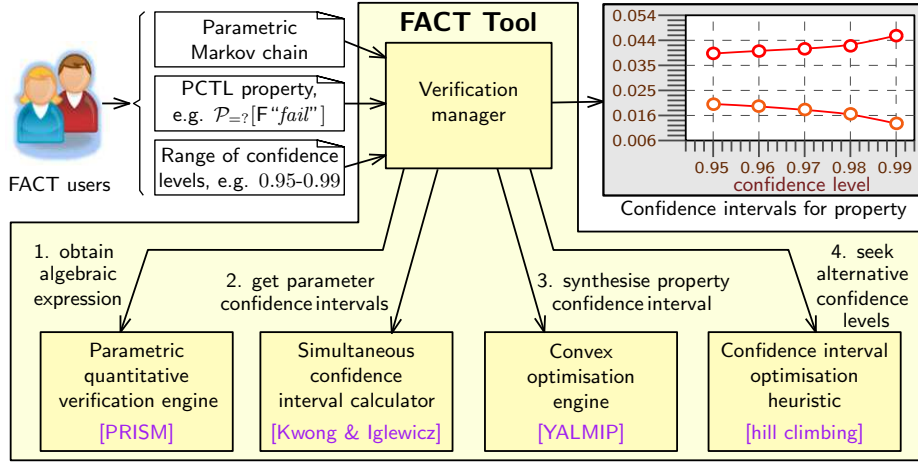 FACT Tool
FACT users
Parametric
Markov chain
PCTL property,
e.g. P=?[F "fail"]
Range of confidence
levels, e.g. 0.95-0.99
Verification
manager
0.054
0.044
0.035
0.025
0.016
0.006
0.95 0.96 0.97 0.98 0.99
confidence level
Confidence intervals for property
1. obtain
algebraic
expression
2. get parameter
confidence intervals
3. synthesise property
confidence interval
4. seek
alternative
confidence
levels
Parametric
quantitative
verification engine
[PRISM]
Simultaneous
confidence
interval calculator
[Kwong & Iglewicz]
Convex
optimisation
engine
[YALMIP]
Confidence interval
optimisation
heuristic
[hill climbing]